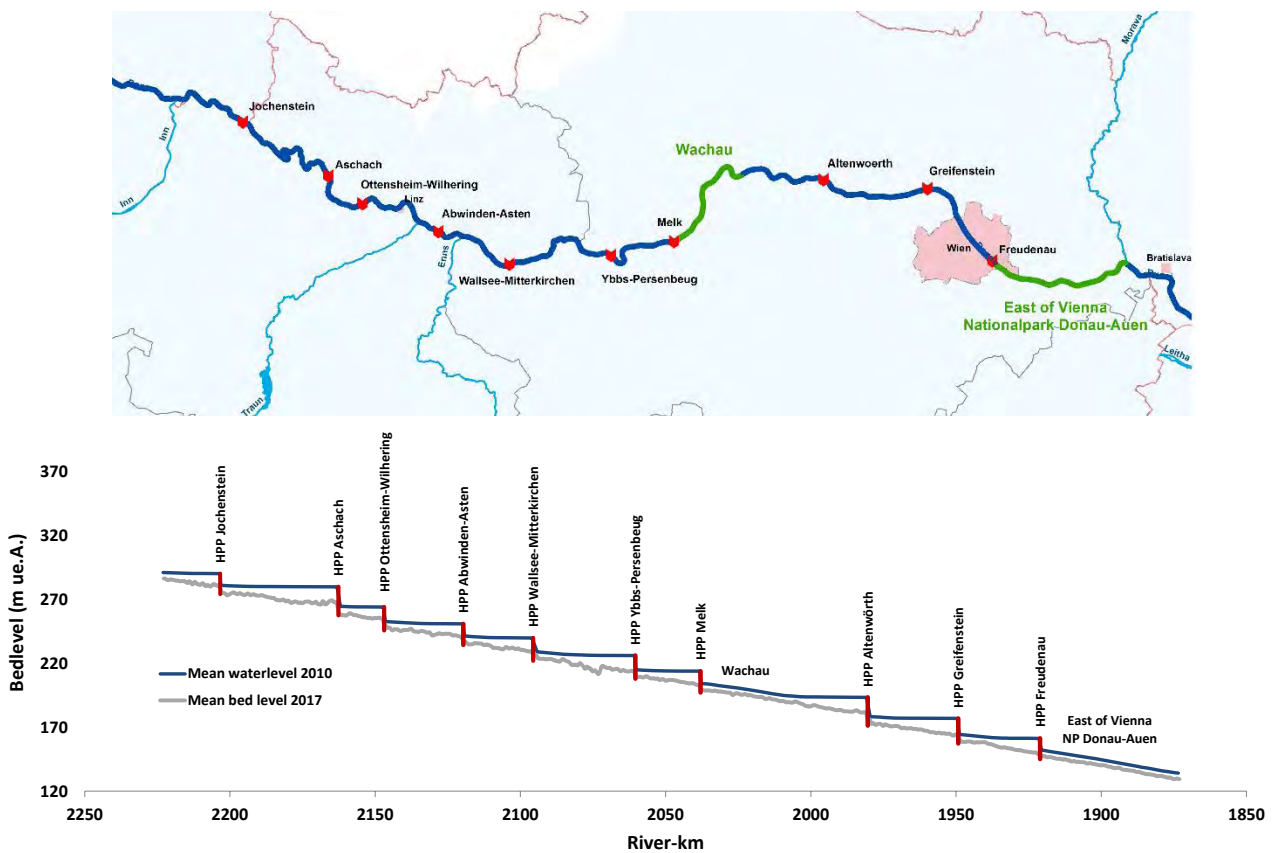 Morava
Jochenstein
Inn
Inn
Aschach
Ottensheim-Wilhering
Linz
Abwinden-Asten
Enns
Wallsee-Mitterkirchen
Traun
Ybbs-Persenbeug
Melk
Wachau
Altenwoerth
Greifenstein
Wien
Freudenau
Bratislava
East of Vienna
Nationalpark Donau-Auen
Leitha
Bedlevel (m ue.A.)
370
320
270
220
170
120
HPP Jochenstein
HPP Aschach
HPP Ottensheim-Wilhering
HPP Abwinden-Asten
HPP Wallsee-Mitterkirchen
HPP Ybbs-Persenbeug
HPP Melk
Wachau
HPP Altenwörth
HPP Greifenstein
HPP Freudenau
East of Vienna
NP Donau-Auen
Mean waterlevel 2010
Mean bed level 2017
2250
2200
2150
2100
2050
2000
1950
1900
1850
River-km